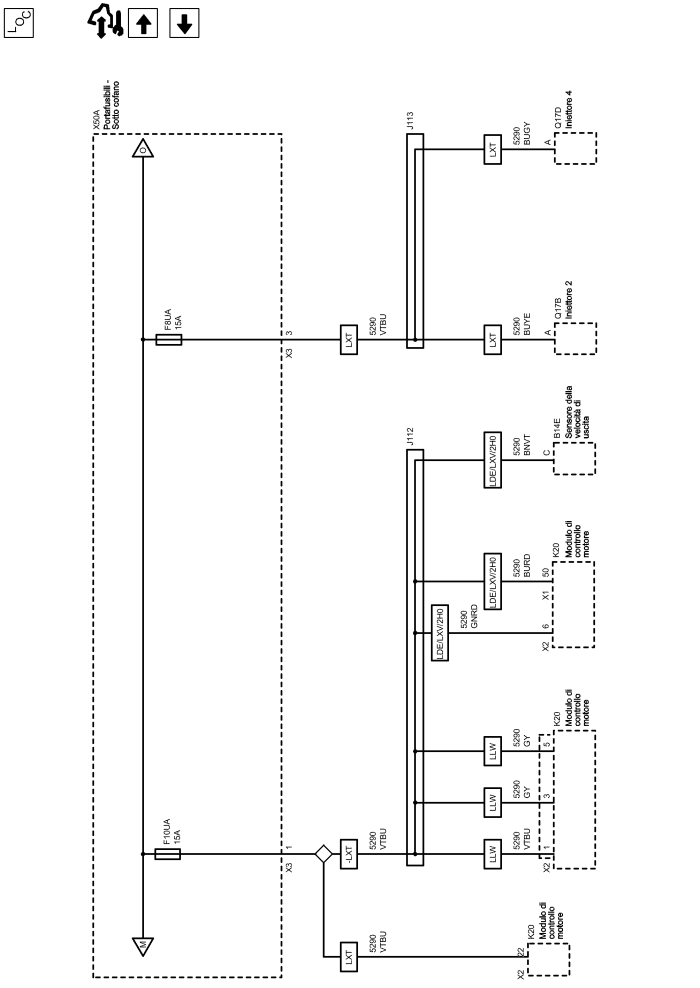 LOC
X50A
Portafusibili -
Sotto cofano
O
F8UA
15A
X3
3
LXT
5290
VTBU
J113
LXT
5290
BUGY
A
Q17D
Iniettore 4
LXT
5290
BUYE
A
Q17B
Iniettore 2
J112
LDE/LXV/2H0
5290
BNVT
C
B14E
Sensore della
velocità di
uscita
LDE/LXV/2H0
5290
BURD
X1
50
K20
Modulo di
controllo
motore
LDE/LXV/2H0
5290
GNRD
X2
6
LLW
5290
GY
5
K20
Modulo di
controllo
motore
LLW
5290
GY
3
LLW
5290
VTBU
X2
1
M
F10UA
15A
X3
1
-LXT
5290
VTBU
LXT
5290
VTBU
X2
22
K20
Modulo di
controllo
motore